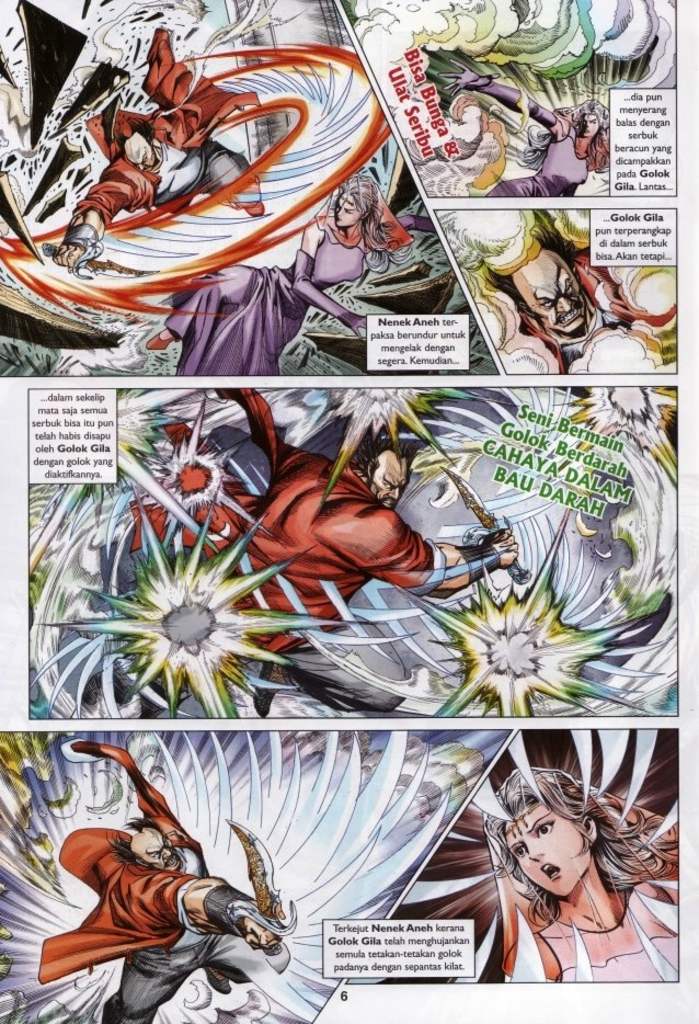 Nenek Aneh ter-
paksa berundur untuk
mengelak dengan
segera. Kemudian...
Bisa Bunga &
Ulat Seribu
...dia pun
menyerang
balas dengan
serbuk
beracun yang
dicampakkan
pada Golok
Gila. Lantas...
...Golok Gila
pun terperangkap
di dalam serbuk
bisa. Akan tetapi...
...dalam sekelip
mata saja semua
serbuk bisa itu pun
telah habis disapu
oleh Golok Gila
dengan golok yang
diaktifkannya.
Seni Bermain
Golok Berdarah
CAHAYA DALAM
BAU DARAH
Terkejut Nenek Aneh kerana
Golok Gila telah menghujankan
semula tetakan-tetakan golok
padanya dengan sepantas kilat.
6